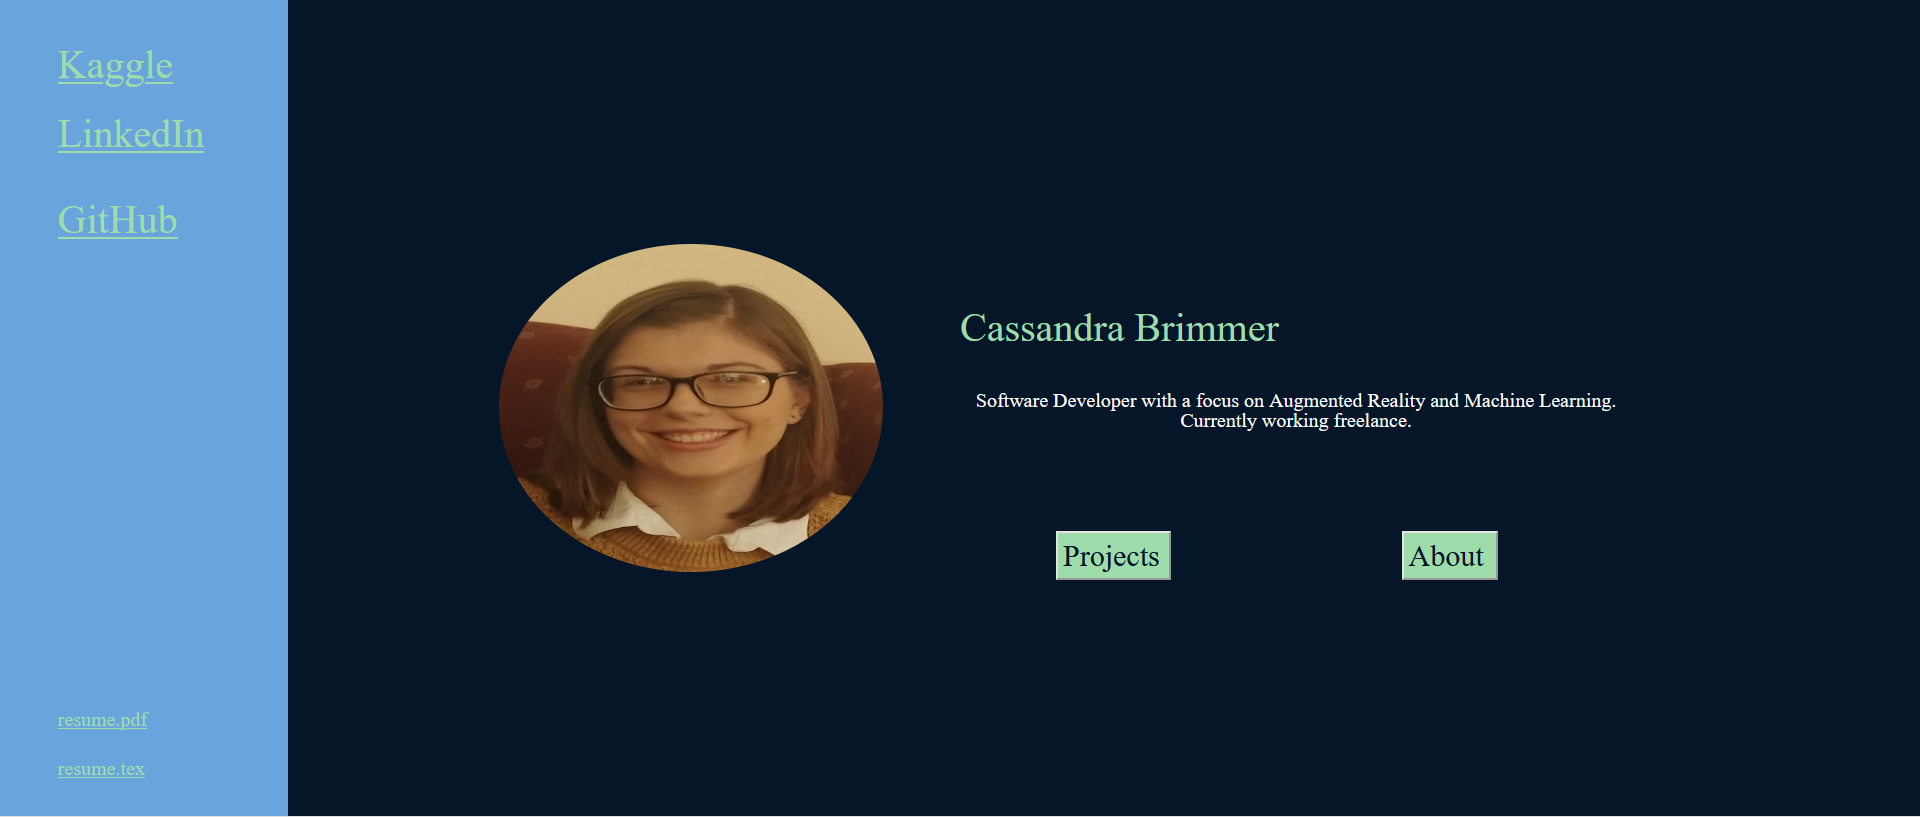 Kaggle
LinkedIn
GitHub
Cassandra Brimmer
Software Developer with a focus on Augmented Reality and Machine Learning.
Currently working freelance.
Projects
About
resume.pdf
resume.tex